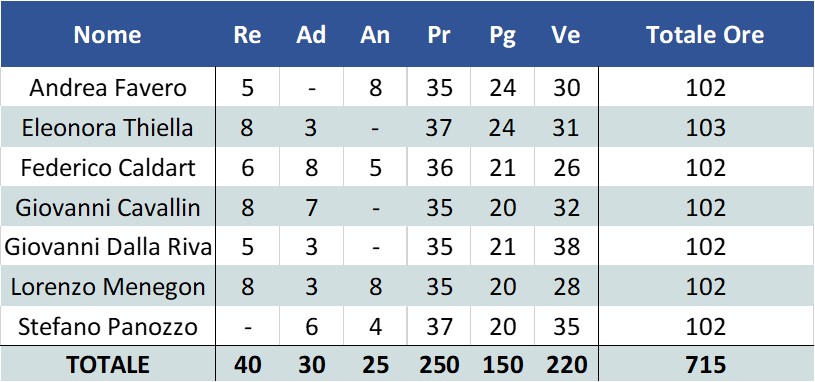 Nome Re Ad An Pr Pg Ve Totale Ore
Andrea Favero 5 - 8 35 24 30 102
Eleonora Thiella 8 3 - 37 24 31 103
Federico Caldart 6 8 5 36 21 26 102
Giovanni Cavallin 8 7 - 35 20 32 102
Giovanni Dalla Riva 5 3 - 35 21 38 102
Lorenzo Menegon 8 3 8 35 20 28 102
Stefano Panozzo - 6 4 37 20 35 102
TOTALE 40 30 25 250 150 220 715